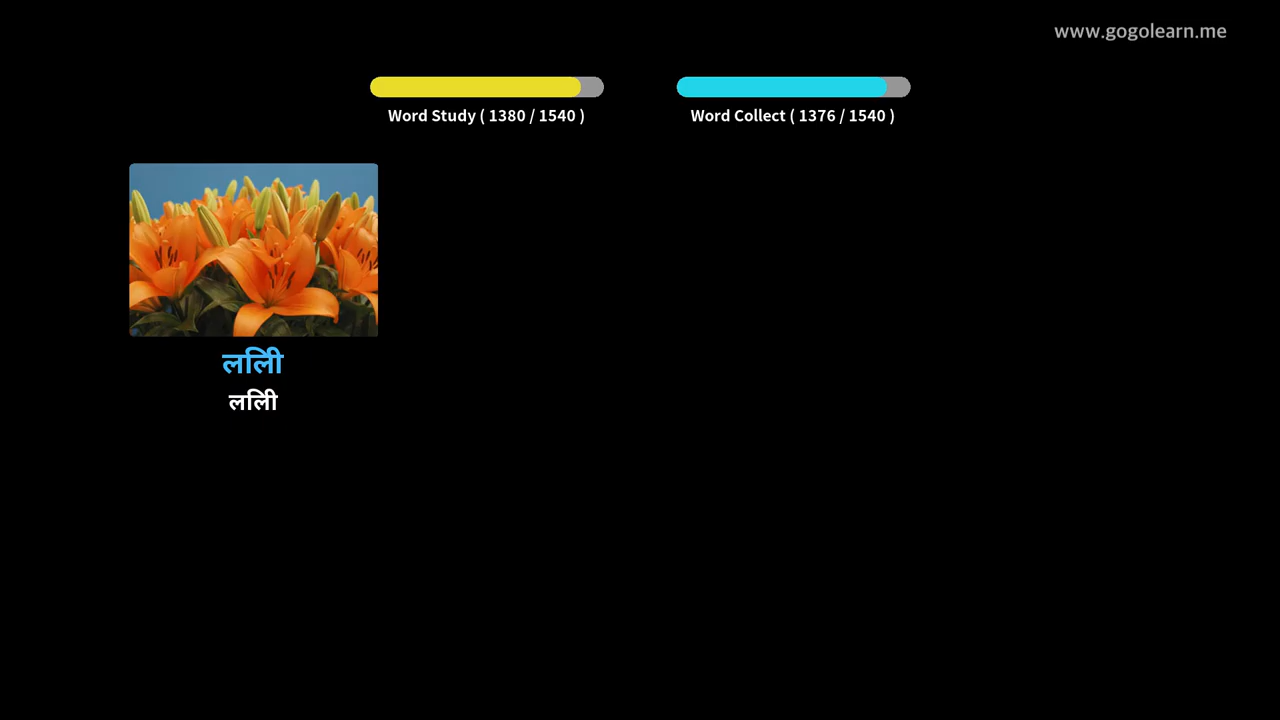 www.gogolearn.me
Word Study ( 1380 / 1540 )
Word Collect ( 1376 / 1540 )
लिली
लिली